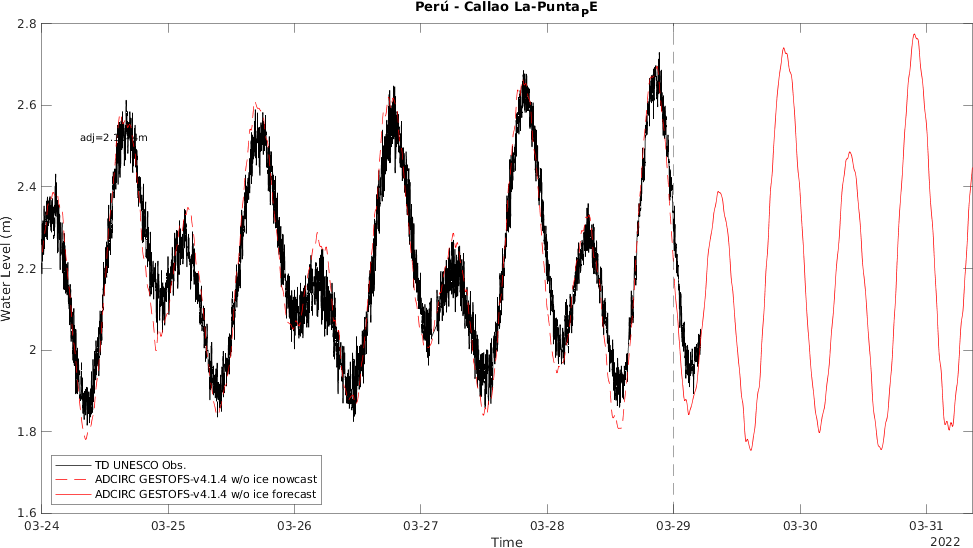 Perú - Callao La-Punta_pE
2.8
2.6
adj=2.1
m
2.4
2.2
Water Level (m)
2
1.8
TD UNESCO Obs.
ADCIRC GESTOFS-v4.1.4 w/o ice nowcast
ADCIRC GESTOFS-v4.1.4 w/o ice forecast
1.6
03-24 03-25 03-26 03-27 03-28 03-29 03-30 03-31
Time
2022